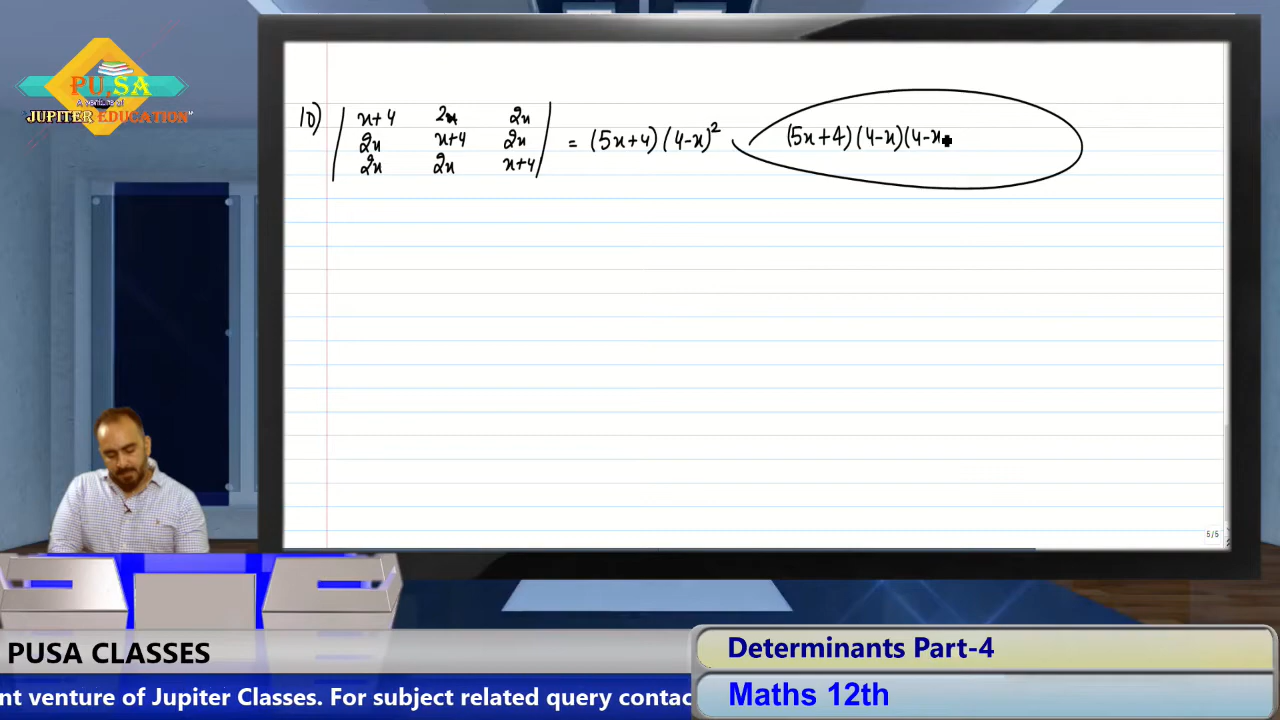 PU,SA
A venture of
"JUPITER EDUCATION"
10) | x+4 2x 2x | = (5x+4)(4-x)² (5x+4)(4-x)(4-x
| 2x x+4 2x |
| 2x 2x x+4 |
5/5
PUSA CLASSES
Determinants Part-4
nt venture of Jupiter Classes. For subject related query contac
Maths 12th